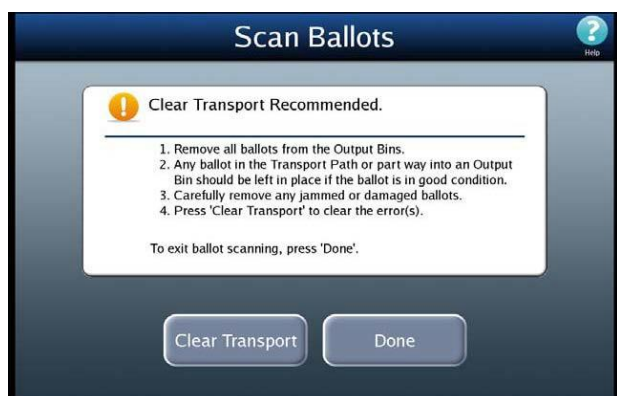 Scan Ballots
Help
Clear Transport Recommended.
1. Remove all ballots from the Output Bins.
2. Any ballot in the Transport Path or part way into an Output
Bin should be left in place if the ballot is in good condition.
3. Carefully remove any jammed or damaged ballots.
4. Press 'Clear Transport' to clear the error(s).
To exit ballot scanning, press 'Done'.
Clear Transport
Done